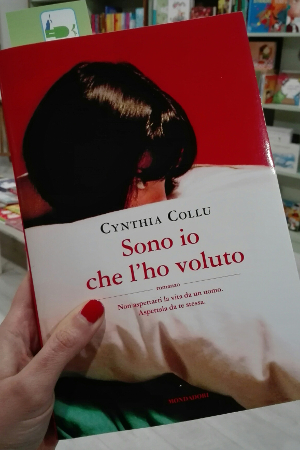 CYNTHIA COLLU
Sono io
che l'ho voluto
romanzo
Non aspettarti la vita da un uomo.
Aspettala da te stessa.
MONDADORI